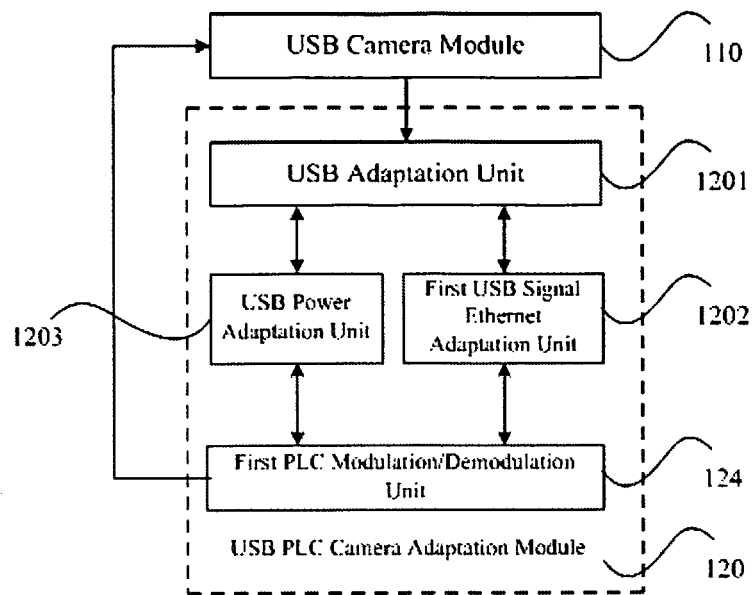 USB Camera Module
110
USB Adaptation Unit
1201
USB Power
Adaptation Unit
1203
First USB Signal
Ethernet
Adaptation Unit
1202
First PLC Modulation/Demodulation
Unit
124
USB PLC Camera Adaptation Module
120